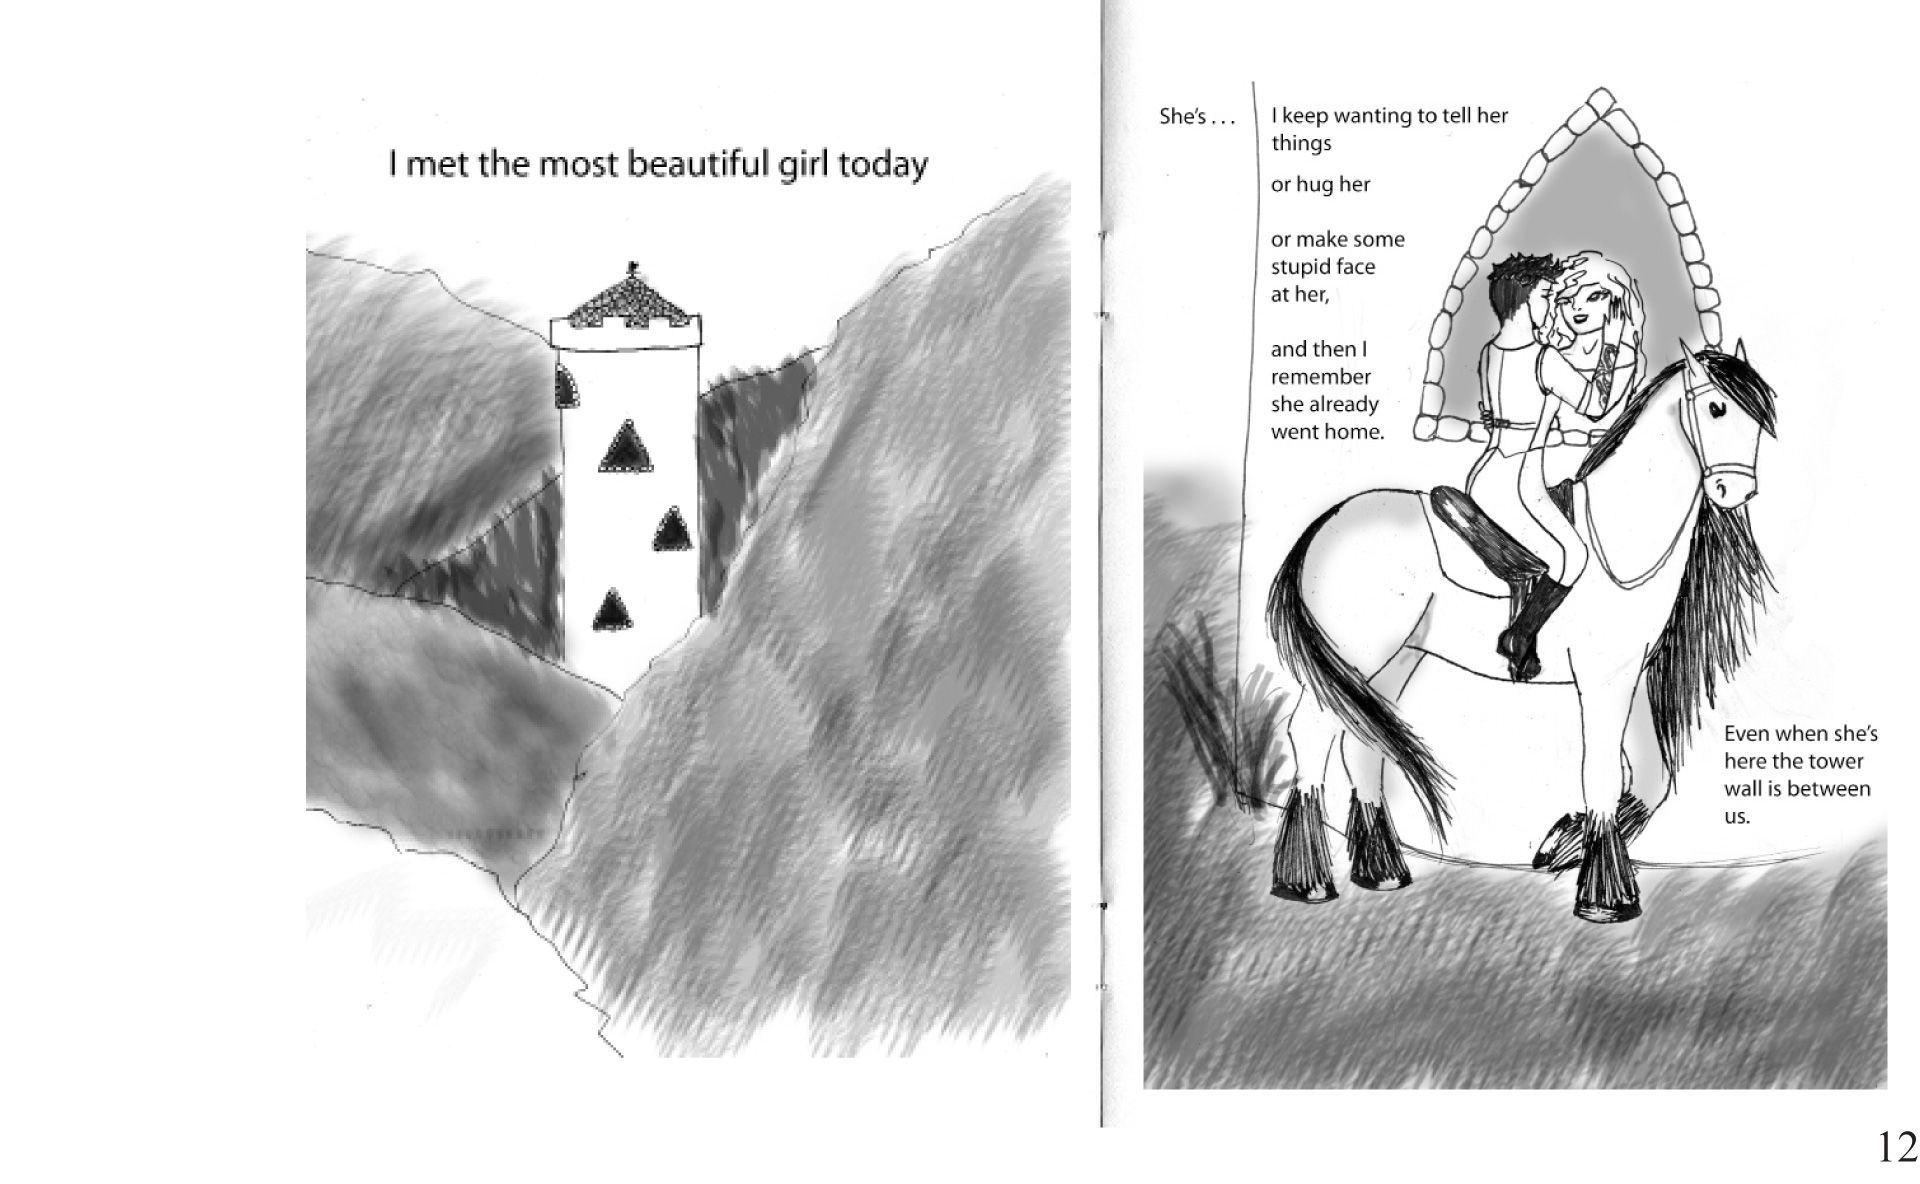 I met the most beautiful girl today
She's . . .
I keep wanting to tell her
things
or hug her
or make some
stupid face
at her,
and then I
remember
she already
went home.
Even when she's
here the tower
wall is between
us.
12